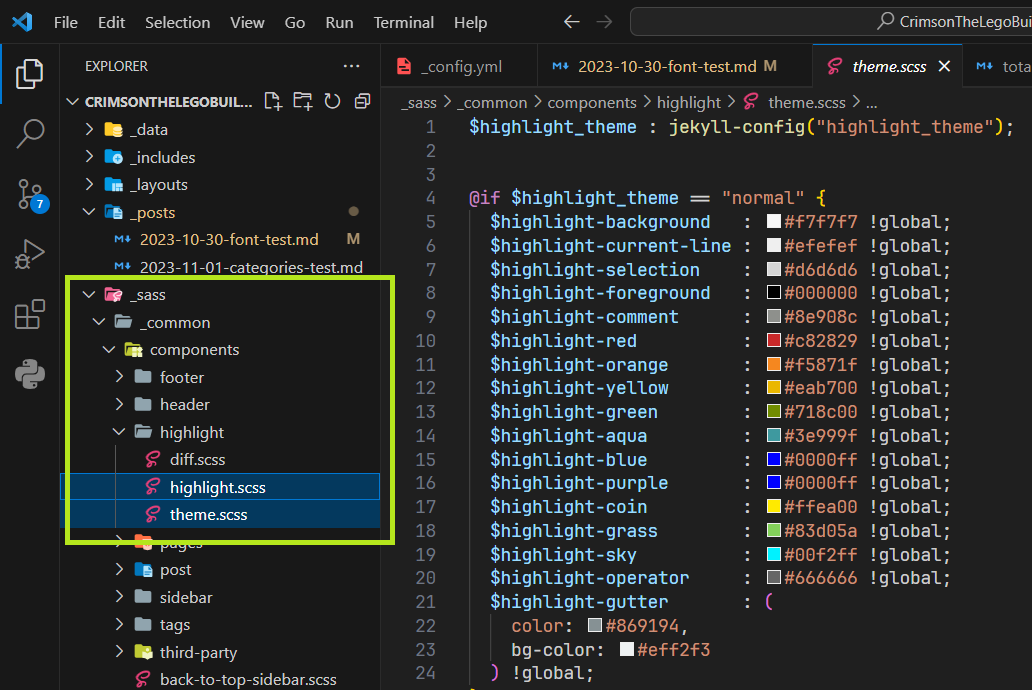 File Edit Selection View Go Run Terminal Help
CrimsonTheLegoBui
EXPLORER
CRIMSONTHELEGOBUIL...
_data
_includes
_layouts
_posts
2023-10-30-font-test.md M
2023-11-01-categories-test.md
_sass
_common
components
footer
header
highlight
diff.scss
highlight.scss
theme.scss
pages
post
sidebar
tags
third-party
back-to-top-sidebar.scss
7
_config.yml
2023-10-30-font-test.md M
theme.scss
tota
_sass > _common > components > highlight > theme.scss > ...
1 $highlight_theme : jekyll-config("highlight_theme");
2
3
4 @if $highlight_theme == "normal" {
5 $highlight-background : #f7f7f7 !global;
6 $highlight-current-line : #efefef !global;
7 $highlight-selection : #d6d6d6 !global;
8 $highlight-foreground : #000000 !global;
9 $highlight-comment : #8e908c !global;
10 $highlight-red : #c82829 !global;
11 $highlight-orange : #f5871f !global;
12 $highlight-yellow : #eab700 !global;
13 $highlight-green : #718c00 !global;
14 $highlight-aqua : #3e999f !global;
15 $highlight-blue : #0000ff !global;
16 $highlight-purple : #0000ff !global;
17 $highlight-coin : #ffea00 !global;
18 $highlight-grass : #83d05a !global;
19 $highlight-sky : #00f2ff !global;
20 $highlight-operator : #666666 !global;
21 $highlight-gutter : (
22 color: #869194,
23 bg-color: #eff2f3
24 ) !global;